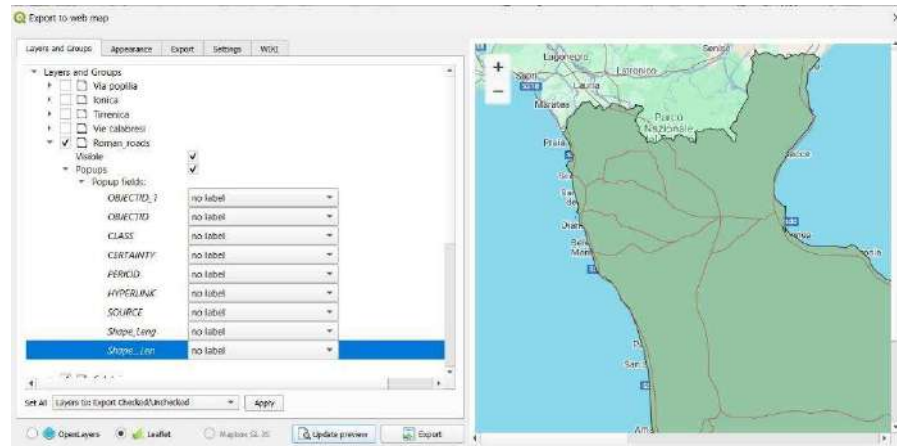 Export to web map
Layers and Groups
Appearance
Export
Settings
WIKI
Layers and Groups
Via popilia
Ionica
Tirrenica
Vie calabresi
Roman_roads
Visible
Popups
Popup fields:
OBJECTID_1 no label
OBJECTID no label
CLASS no label
CERTAINTY no label
PERIOD no label
HYPERLINK no label
SOURCE no label
Shape_Leng no label
Shape__Len no label
Set All Layers to: Export Checked/Unchecked Apply
OpenLayers Leaflet Mapbox GL JS Update preview Export
+
−
Lagonegro
Senise
Latronico
Sapri
Lauria
Maratea
Parco
Nazionale
Praia